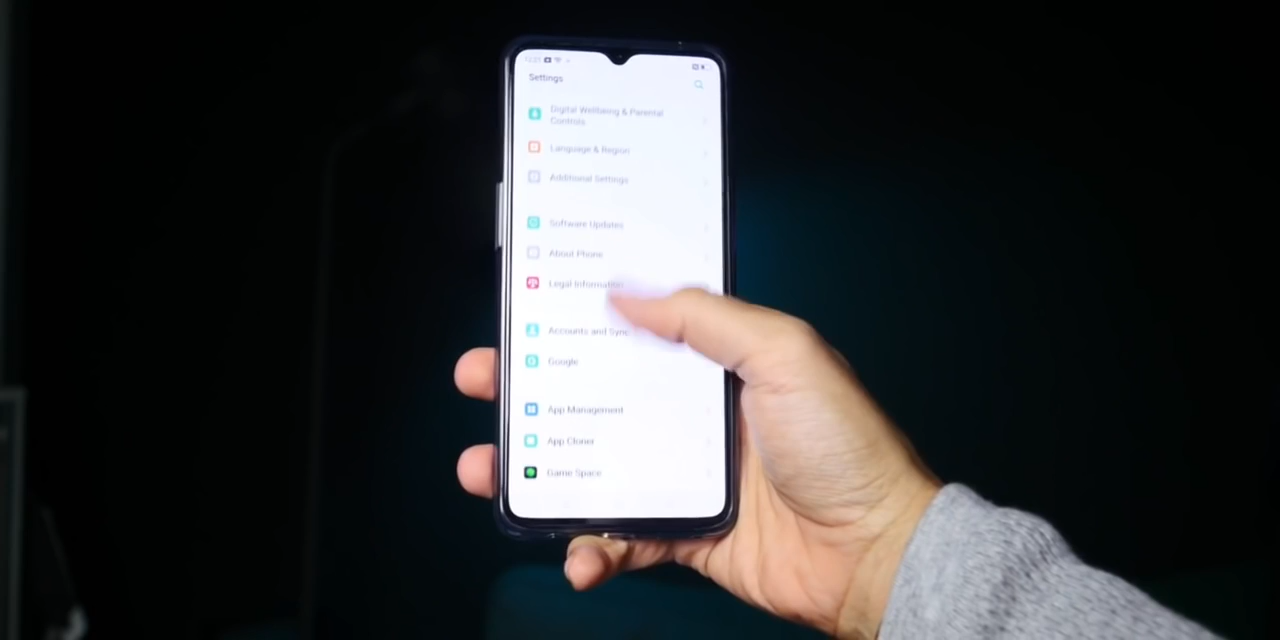 Settings
Digital Wellbeing & Parental
Controls
Language & Region
Additional Settings
Software Updates
About Phone
Legal Information
Accounts and Sync
Google
App Management
App Cloner
Game Space